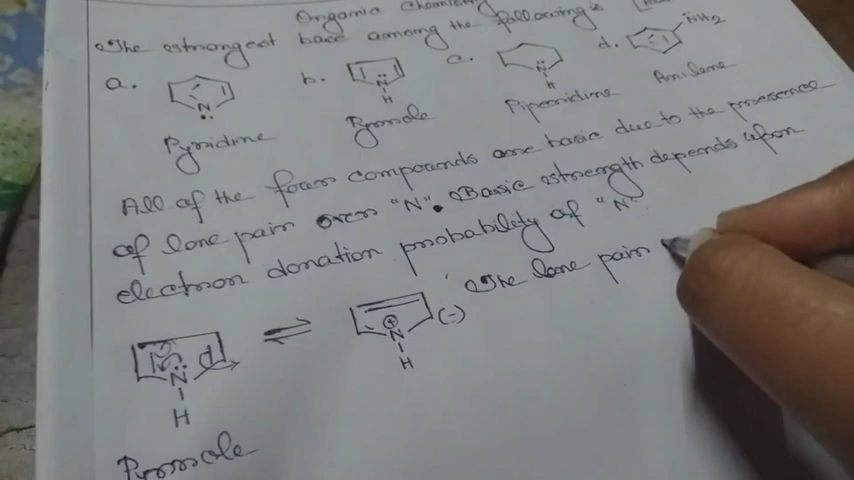 Organic Chemistry
The strongest base among the following is
a. b. c. d. NH2
N N H N H
Pyridine Pyrrole Piperidine Aniline
All of the four compounds are basic due to the presence
of lone pair over "N". Basic strength depends upon
electron donation probability of "N".
The lone pair
N H ⇌ ⊕ N H (-)
Pyrrole